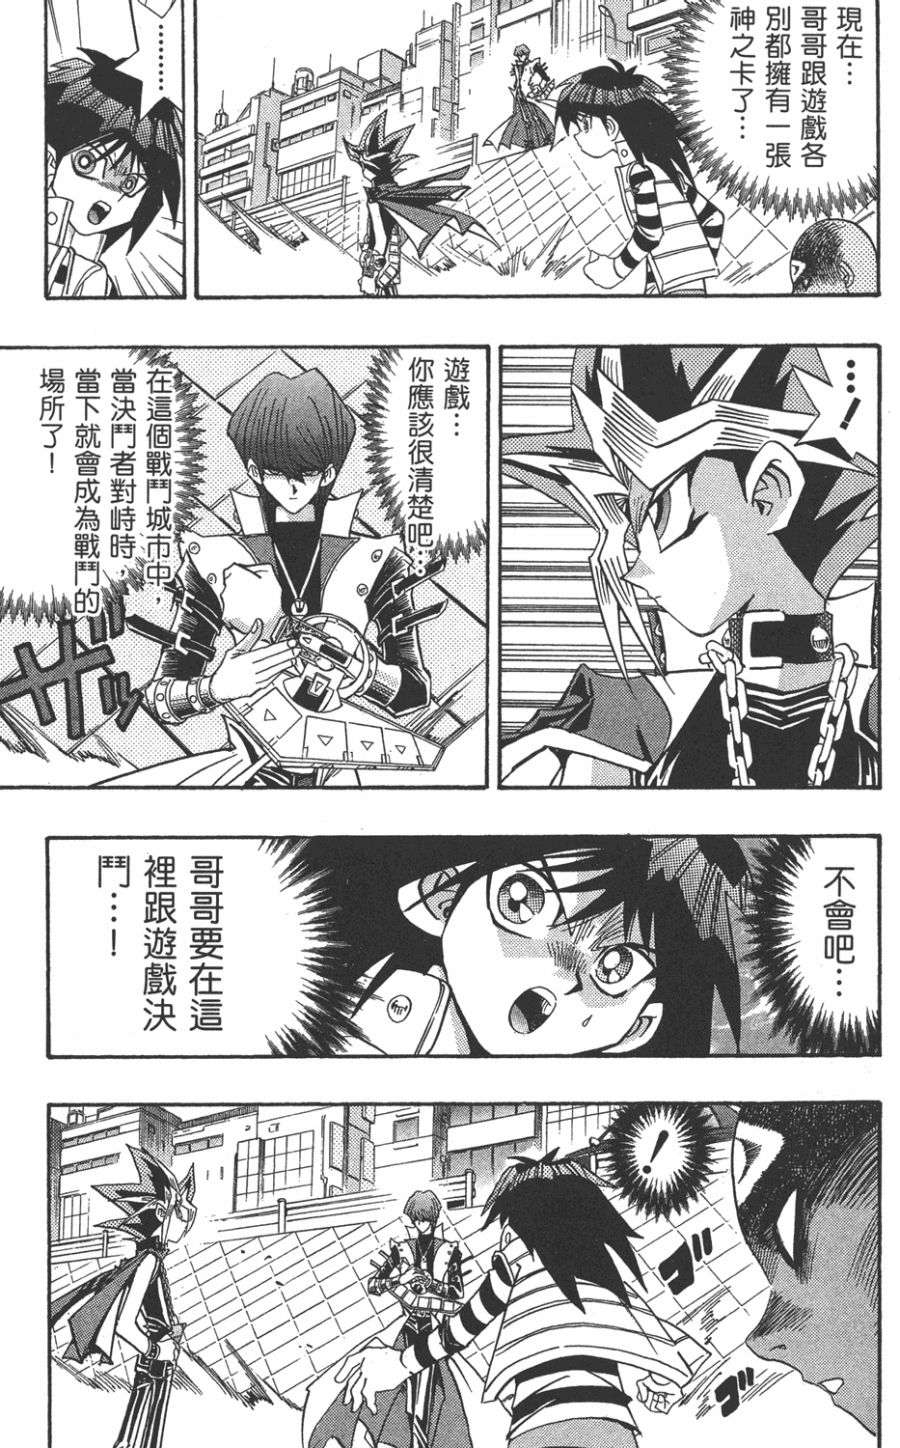 現在…
哥哥跟遊戲各
別都擁有一張
神之卡了…
………
…！
遊戲…
你應該很清楚吧…
在這個戰鬥城市中，
當決鬥者對峙時，
當下就會成為戰鬥的
場所了！
ザッ
不會吧…
哥哥要在這
裡跟遊戲決
鬥…！
！
ゴゴ